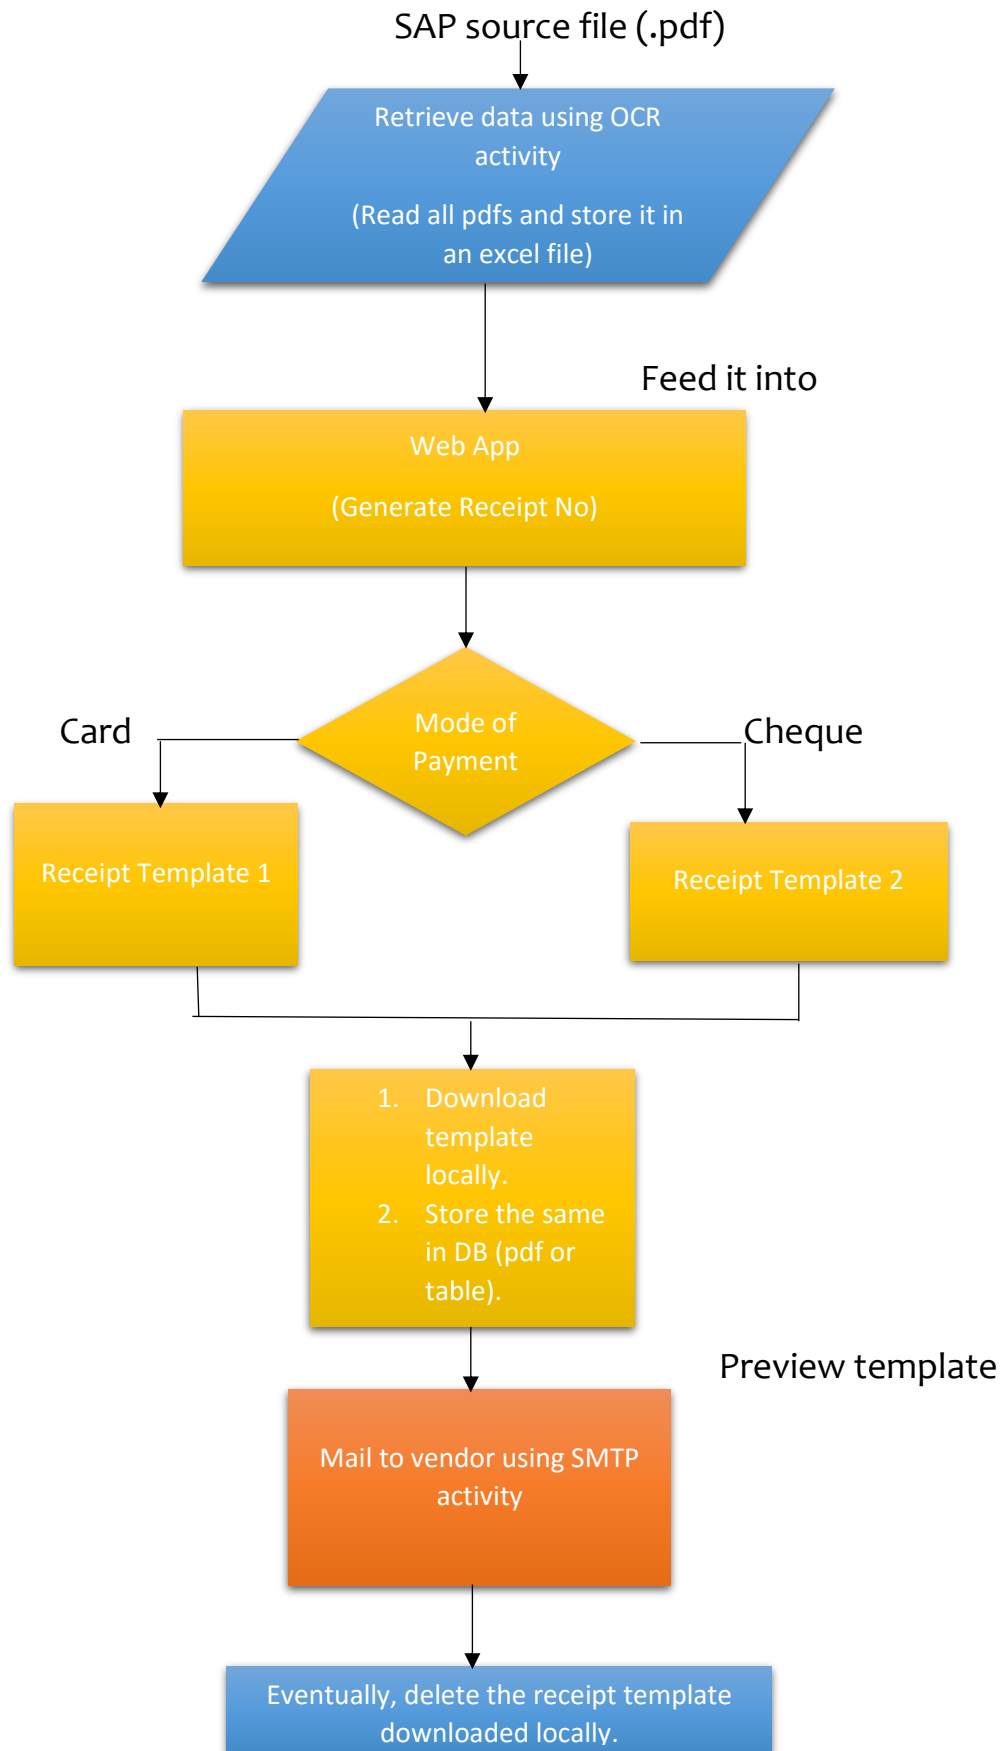 SAP source file (.pdf)
Retrieve data using OCR
activity
(Read all pdfs and store it in
an excel file)
Feed it into
Web App
(Generate Receipt No)
Mode of
Payment
Card
Cheque
Receipt Template 1
Receipt Template 2
1. Download
template
locally.
2. Store the same
in DB (pdf or
table).
Preview template
Mail to vendor using SMTP
activity
Eventually, delete the receipt template
downloaded locally.